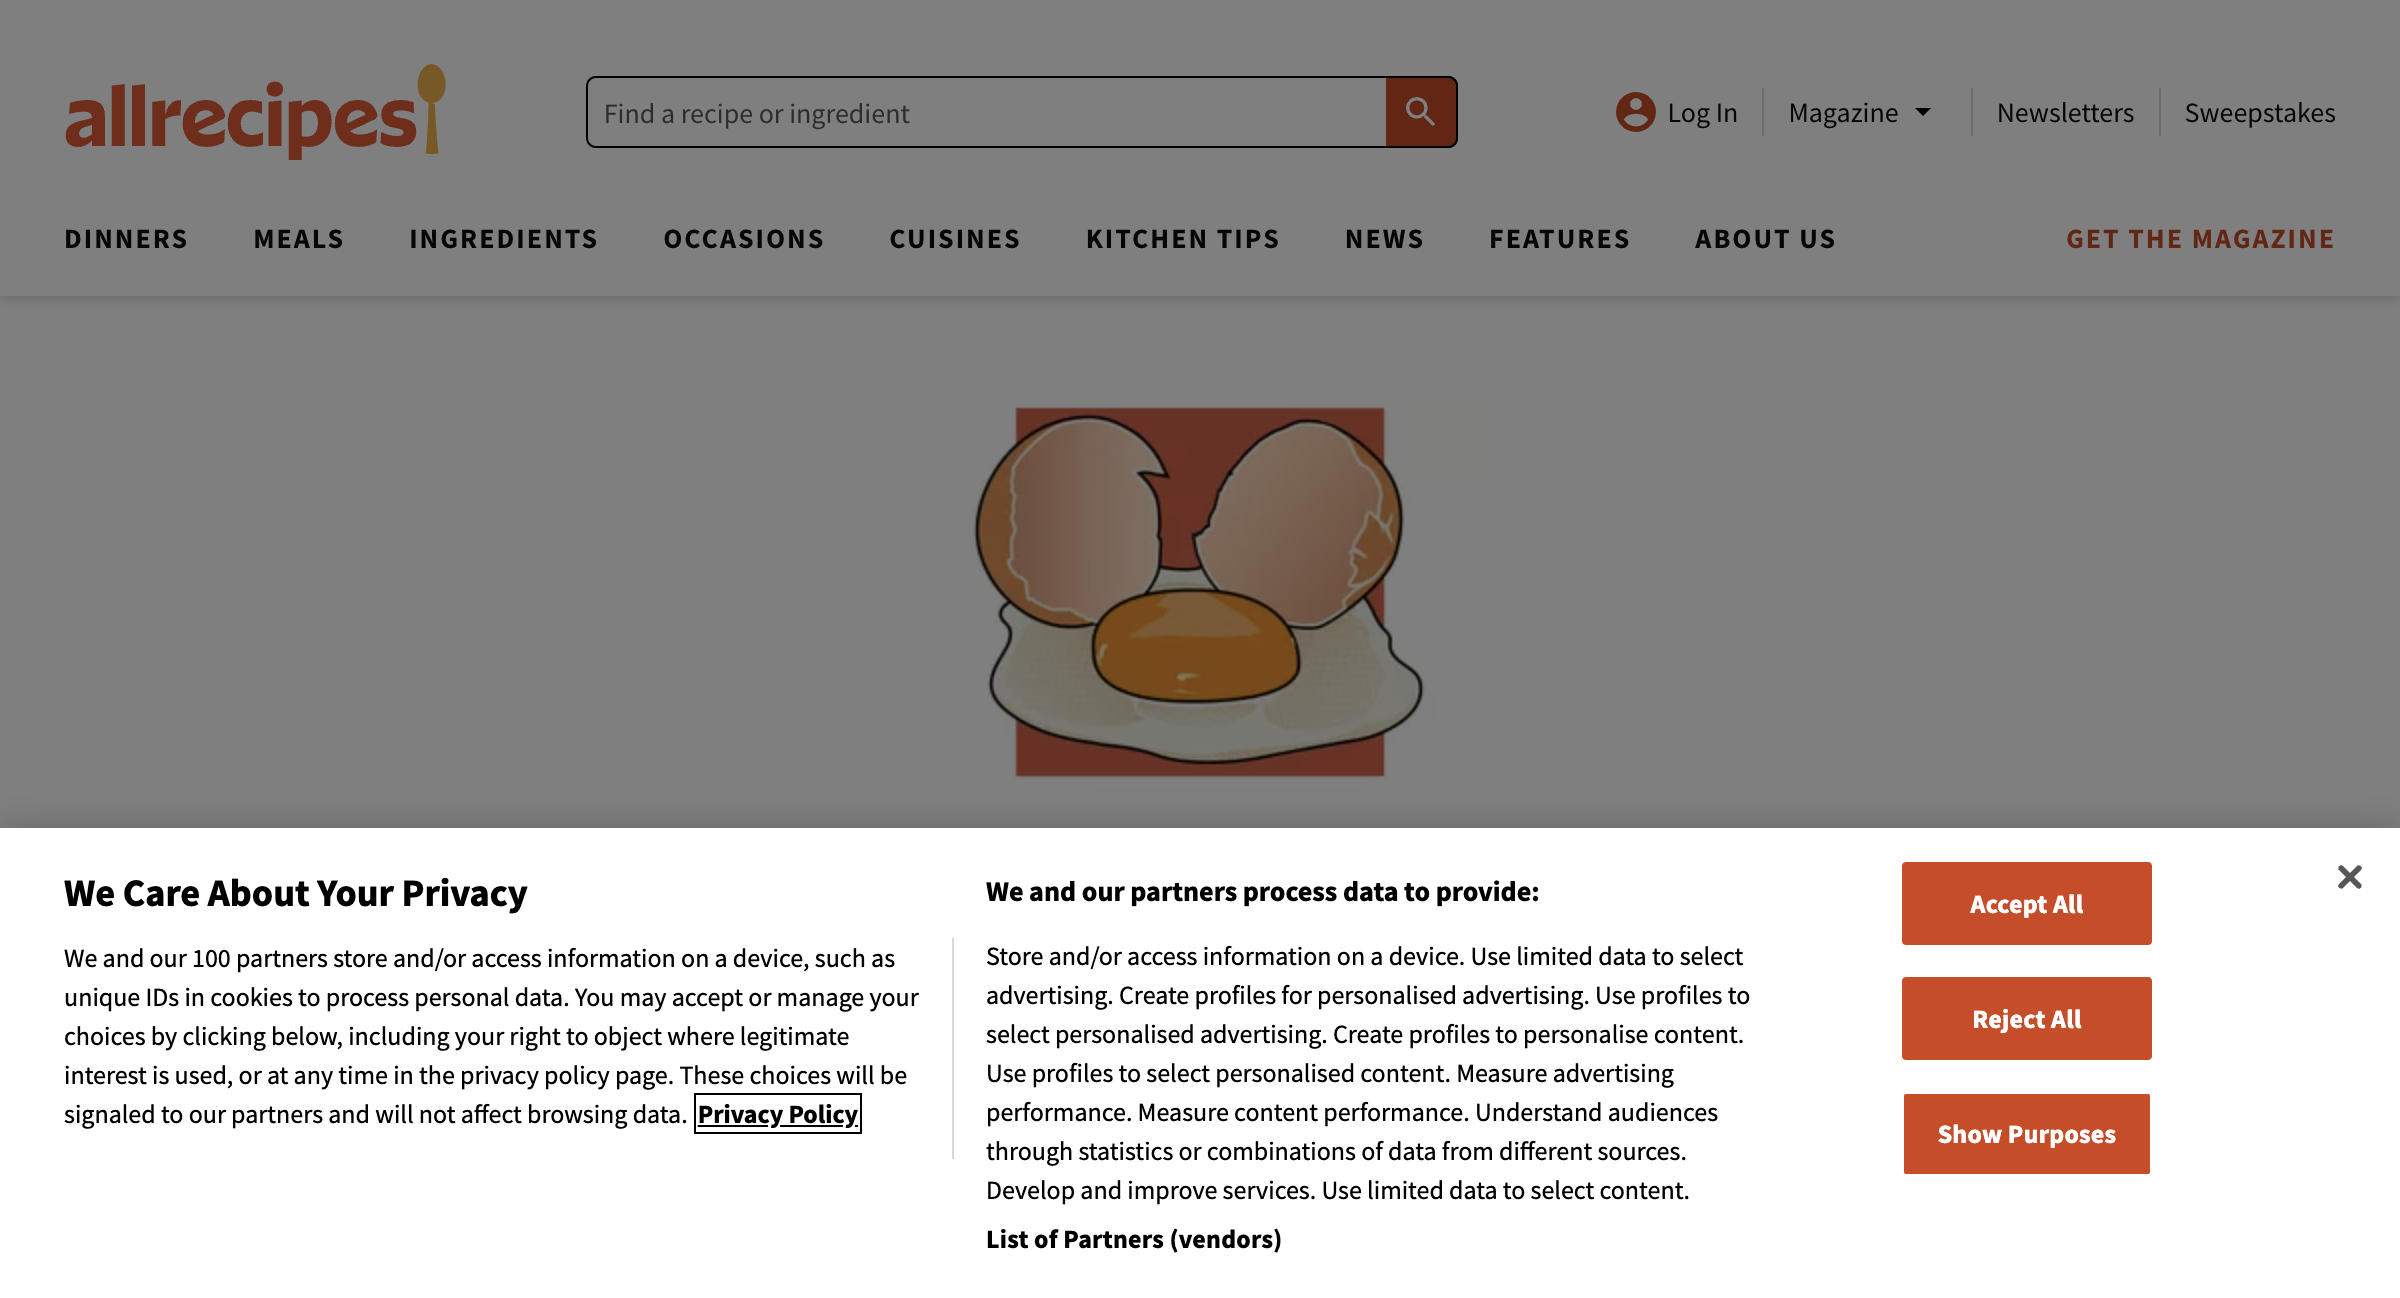 allrecipes
Find a recipe or ingredient
Log In
Magazine
Newsletters
Sweepstakes
DINNERS
MEALS
INGREDIENTS
OCCASIONS
CUISINES
KITCHEN TIPS
NEWS
FEATURES
ABOUT US
GET THE MAGAZINE
We Care About Your Privacy
We and our 100 partners store and/or access information on a device, such as
unique IDs in cookies to process personal data. You may accept or manage your
choices by clicking below, including your right to object where legitimate
interest is used, or at any time in the privacy policy page. These choices will be
signaled to our partners and will not affect browsing data. Privacy Policy
We and our partners process data to provide:
Store and/or access information on a device. Use limited data to select
advertising. Create profiles for personalised advertising. Use profiles to
select personalised advertising. Create profiles to personalise content.
Use profiles to select personalised content. Measure advertising
performance. Measure content performance. Understand audiences
through statistics or combinations of data from different sources.
Develop and improve services. Use limited data to select content.
List of Partners (vendors)
Accept All
Reject All
Show Purposes